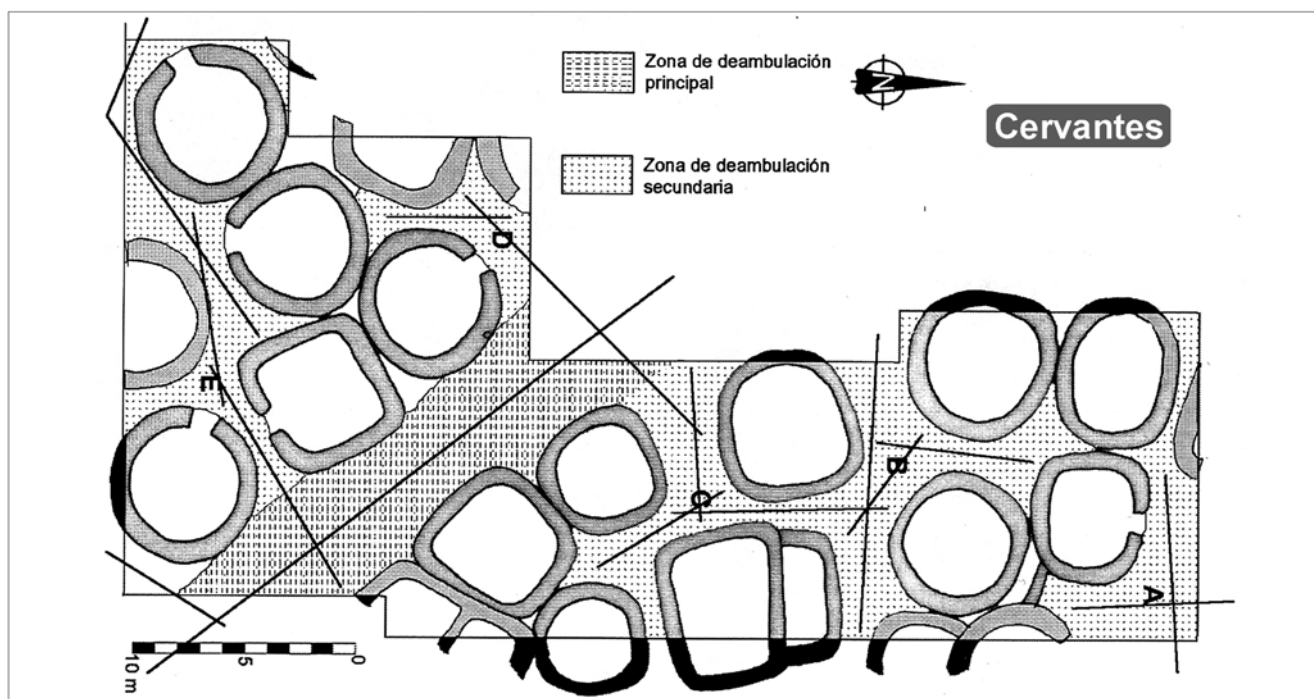 Zona de deambulación
principal
N
Cervantes
Zona de deambulación
secundaria
D
E
B
C
A
10 m
5
0